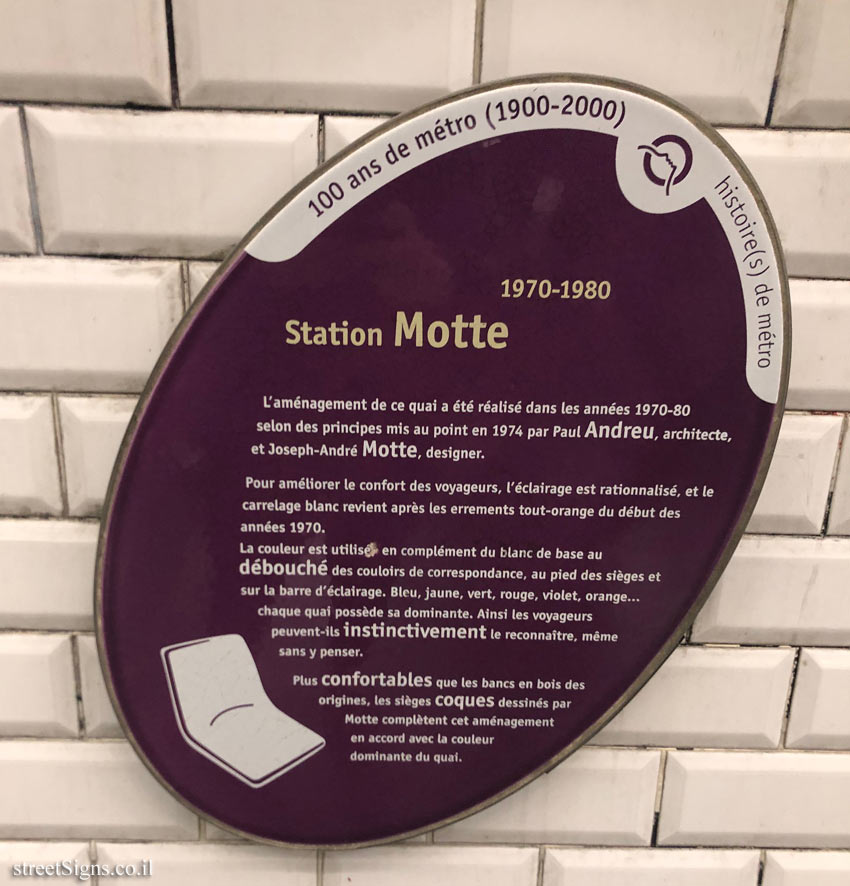 100 ans de métro (1900-2000)
histoire(s) de métro
1970-1980
Station Motte
L'aménagement de ce quai a été réalisé dans les années 1970-80
selon des principes mis au point en 1974 par Paul Andreu, architecte,
et Joseph-André Motte, designer.
Pour améliorer le confort des voyageurs, l'éclairage est rationnalisé, et le
carrelage blanc revient après les errements tout-orange du début des
années 1970.
La couleur est utilisée en complément du blanc de base au
débouché des couloirs de correspondance, au pied des sièges et
sur la barre d'éclairage. Bleu, jaune, vert, rouge, violet, orange...
chaque quai possède sa dominante. Ainsi les voyageurs
peuvent-ils instinctivement le reconnaître, même
sans y penser.
Plus confortables que les bancs en bois des
origines, les sièges coques dessinés par
Motte complètent cet aménagement
en accord avec la couleur
dominante du quai.
streetSigns.co.il